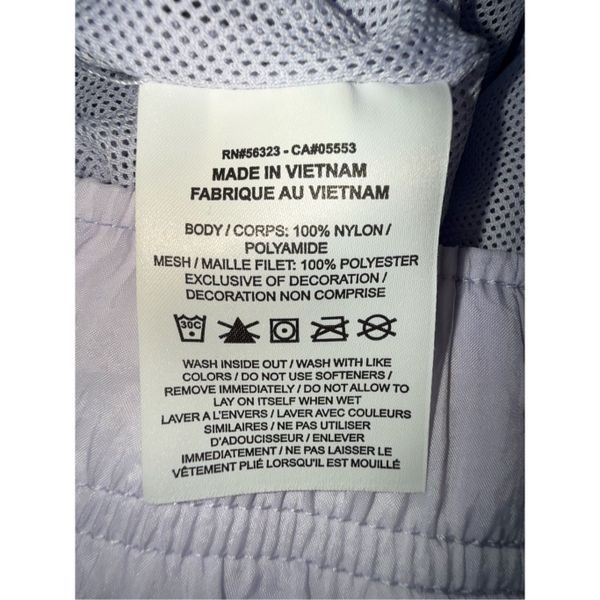 RN#56323 - CA#05553
MADE IN VIETNAM
FABRIQUE AU VIETNAM
BODY / CORPS: 100% NYLON /
POLYAMIDE
MESH / MAILLE FILET: 100% POLYESTER
EXCLUSIVE OF DECORATION /
DECORATION NON COMPRISE
30C
WASH INSIDE OUT / WASH WITH LIKE
COLORS / DO NOT USE SOFTENERS /
REMOVE IMMEDIATELY / DO NOT ALLOW TO
LAY ON ITSELF WHEN WET
LAVER A L'ENVERS / LAVER AVEC COULEURS
SIMILAIRES / NE PAS UTILISER
D'ADOUCISSEUR / ENLEVER
IMMEDIATEMENT / NE PAS LAISSER LE
VÊTEMENT PLIÉ LORSQU'IL EST MOUILLÉ